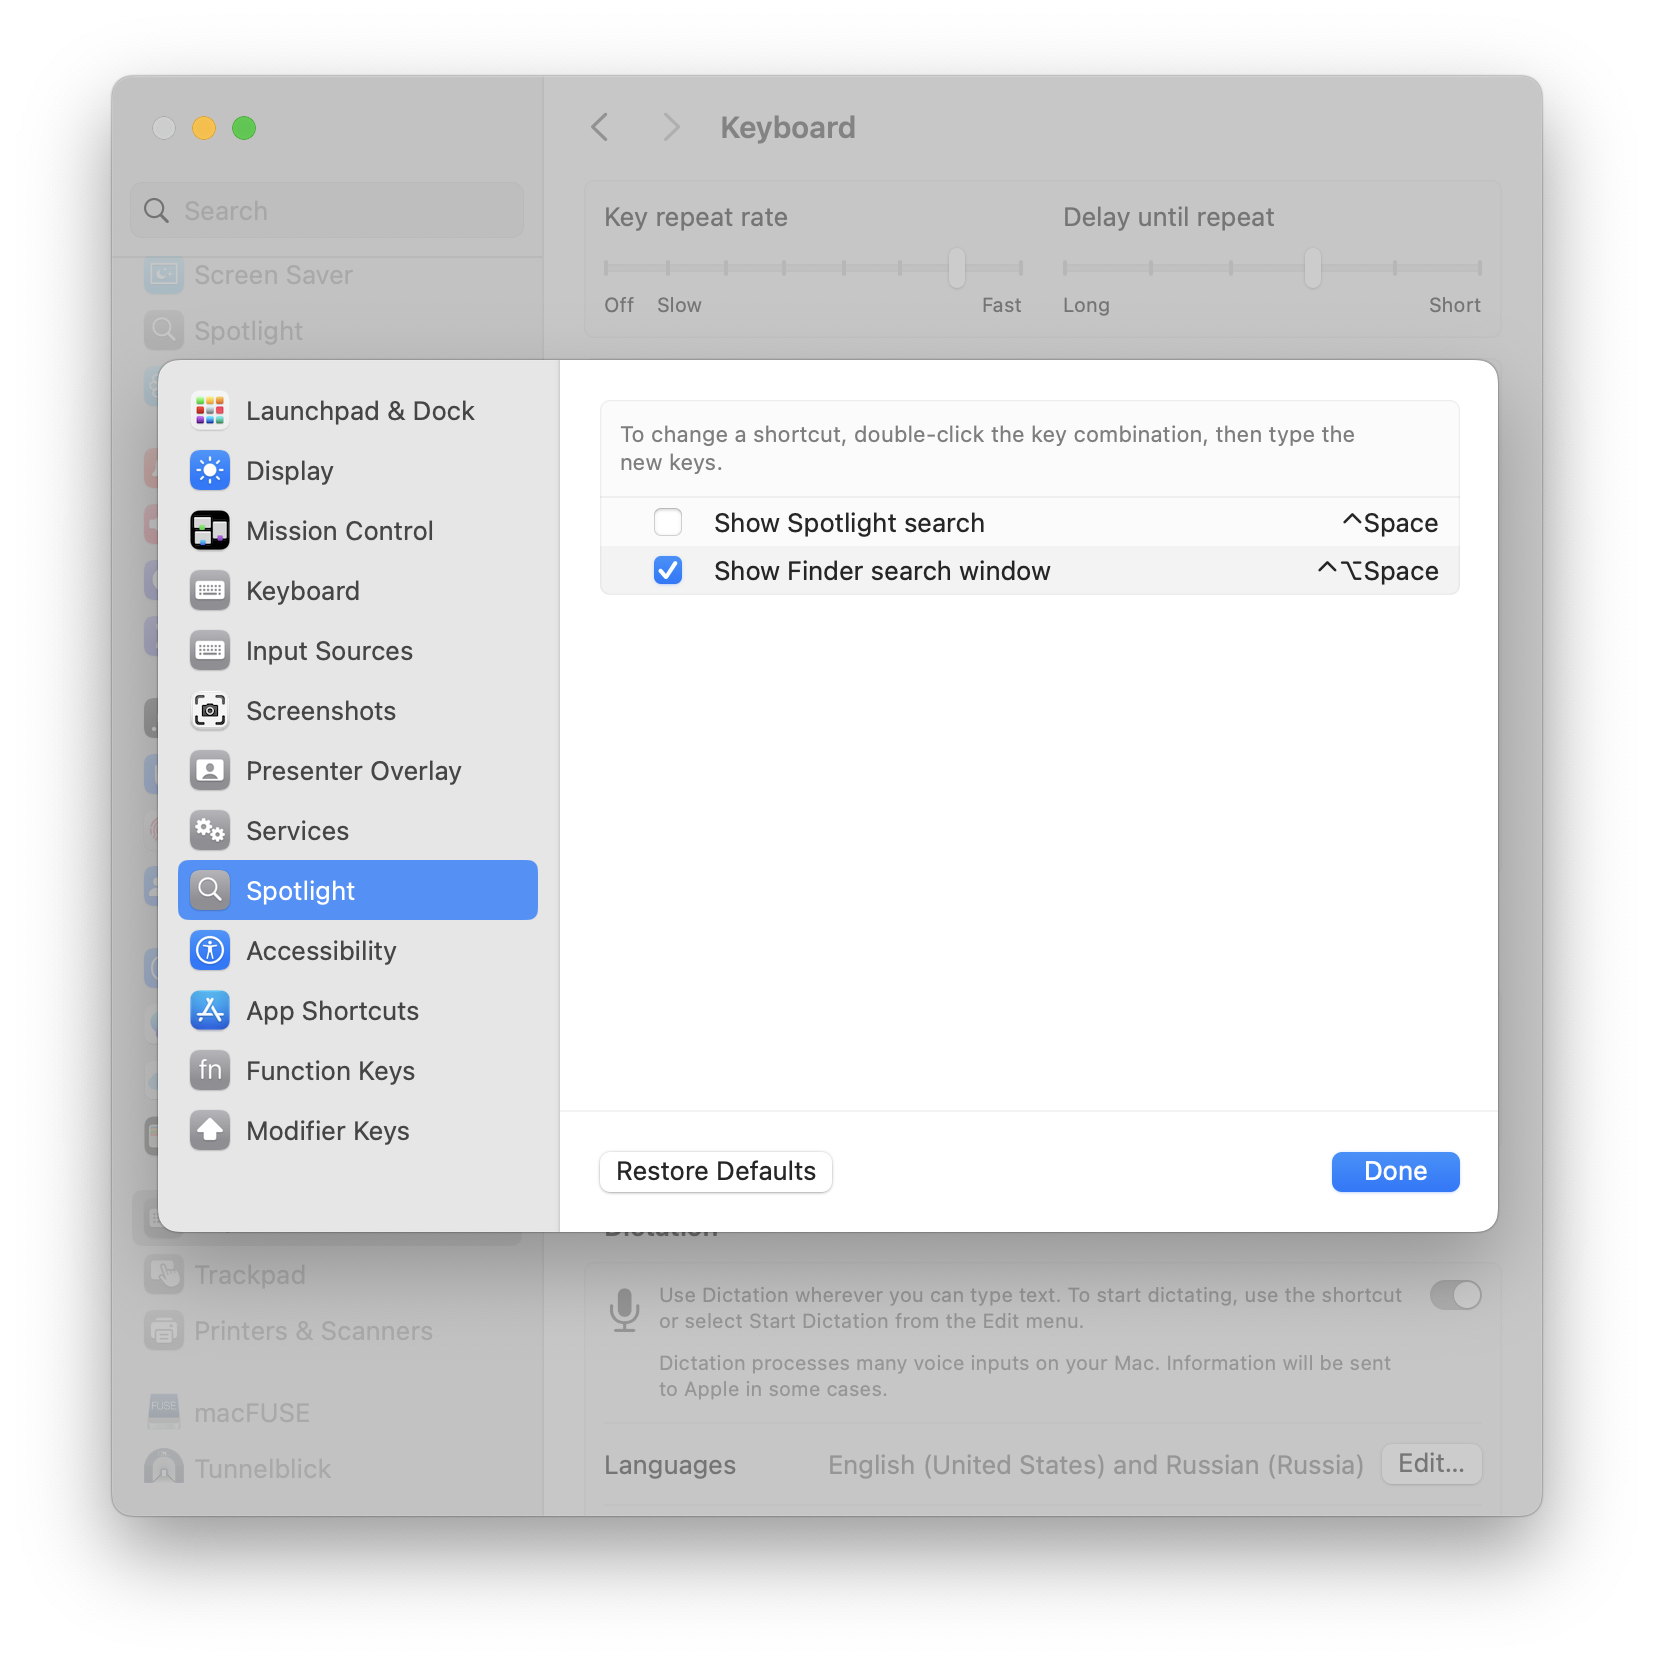 Keyboard
Search
Key repeat rate
Delay until repeat
Off
Slow
Fast
Long
Short
Screen Saver
Spotlight
Launchpad & Dock
Display
Mission Control
Keyboard
Input Sources
Screenshots
Presenter Overlay
Services
Spotlight
Accessibility
App Shortcuts
fn
Function Keys
Modifier Keys
To change a shortcut, double-click the key combination, then type the
new keys.
Show Spotlight search
^Space
Show Finder search window
^⌥Space
Restore Defaults
Done
Dictation
Trackpad
Printers & Scanners
FUSE
macFUSE
Tunnelblick
Use Dictation wherever you can type text. To start dictating, use the shortcut
or select Start Dictation from the Edit menu.
Dictation processes many voice inputs on your Mac. Information will be sent
to Apple in some cases.
Languages
English (United States) and Russian (Russia)
Edit...